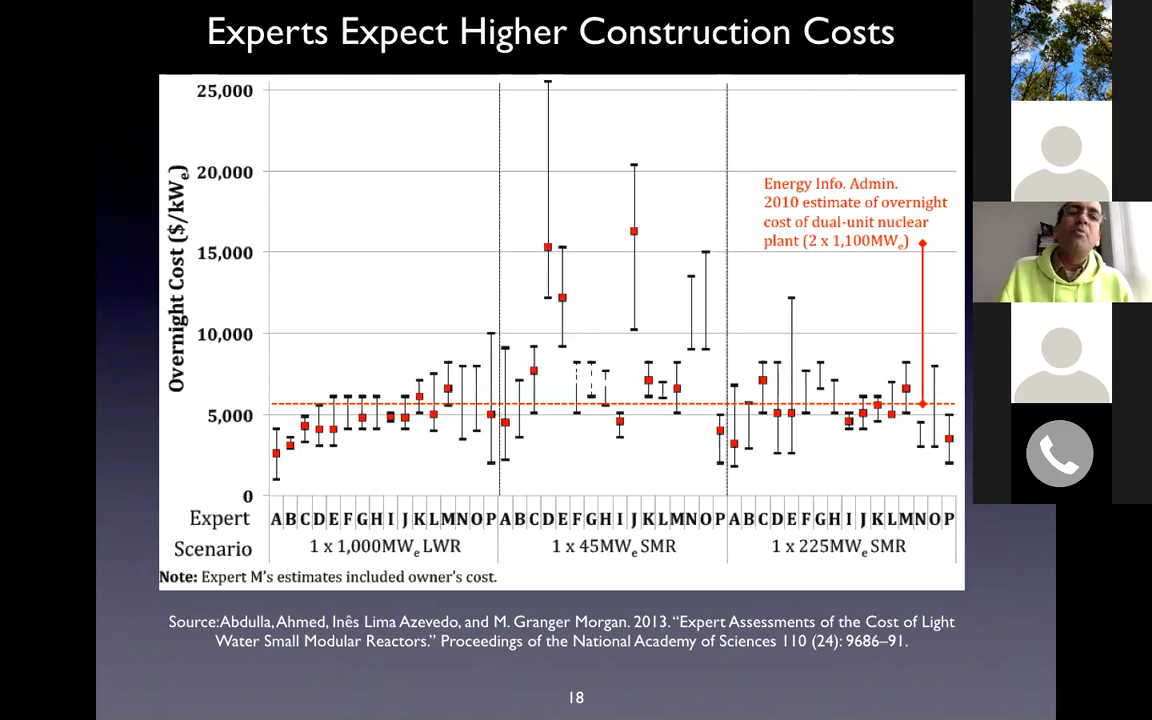 Experts Expect Higher Construction Costs
25,000
20,000
15,000
10,000
5,000
0
Overnight Cost ($/kWe)
Energy Info. Admin.
2010 estimate of overnight
cost of dual-unit nuclear
plant (2 x 1,100MWe)
Expert A B C D E F G H I J K L M N O P A B C D E F G H I J K L M N O P A B C D E F G H I J K L M N O P
Scenario 1 x 1,000MWe LWR 1 x 45MWe SMR 1 x 225MWe SMR
Note: Expert M's estimates included owner's cost.
Source: Abdulla, Ahmed, Inês Lima Azevedo, and M. Granger Morgan. 2013. “Expert Assessments of the Cost of Light
Water Small Modular Reactors.” Proceedings of the National Academy of Sciences 110 (24): 9686–91.
18